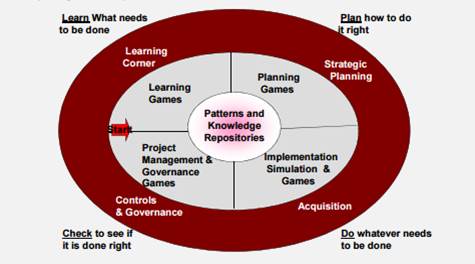 Learn What needs
to be done
Plan how to do
it right
Learning
Corner
Strategic
Planning
Learning
Games
Planning
Games
Start
Patterns and
Knowledge
Repositories
Project
Management &
Governance
Games
Implementation
Simulation &
Games
Controls
& Governance
Acquisition
Check to see if
it is done right
Do whatever needs
to be done